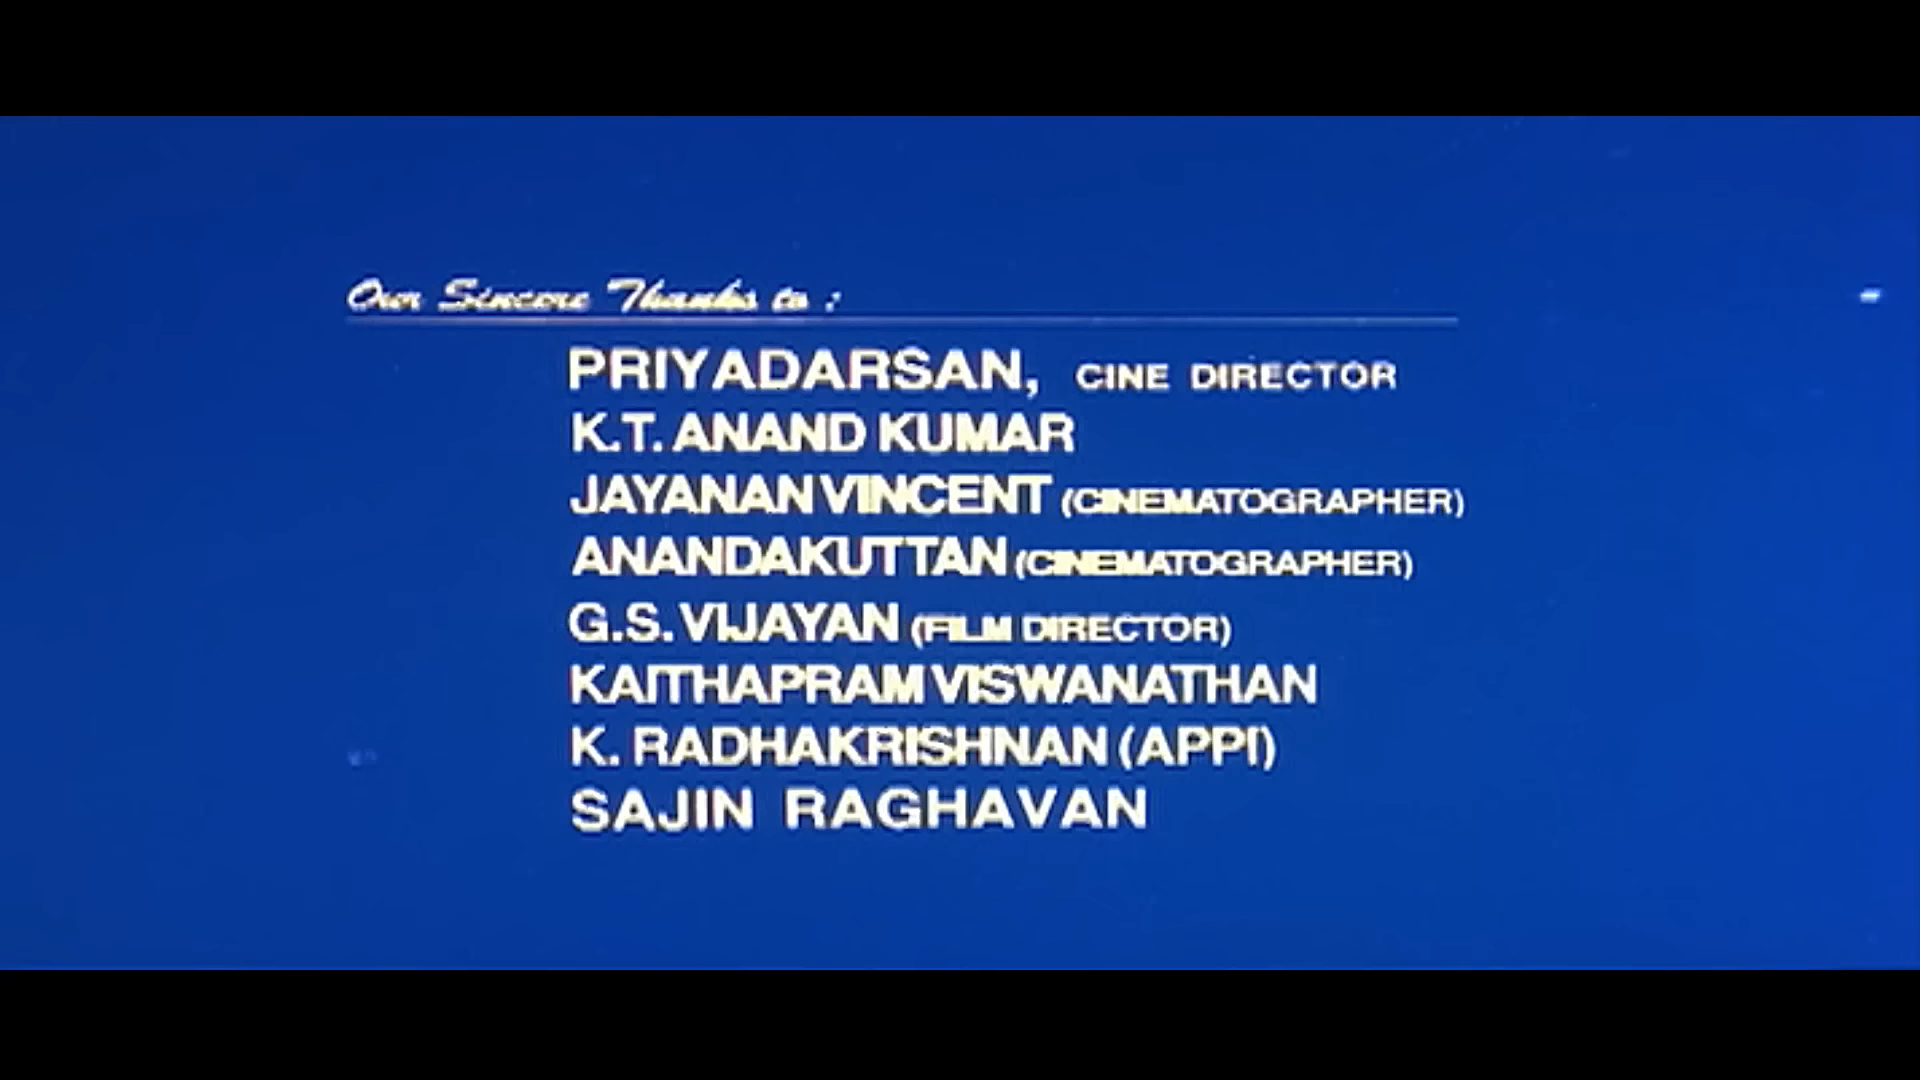 Our Sincere Thanks to :
PRIYADARSAN, CINE DIRECTOR
K.T. ANAND KUMAR
JAYANAN VINCENT (CINEMATOGRAPHER)
ANANDAKUTTAN (CINEMATOGRAPHER)
G.S. VIJAYAN (FILM DIRECTOR)
KAITHAPRAM VISWANATHAN
K. RADHAKRISHNAN (APPI)
SAJIN RAGHAVAN